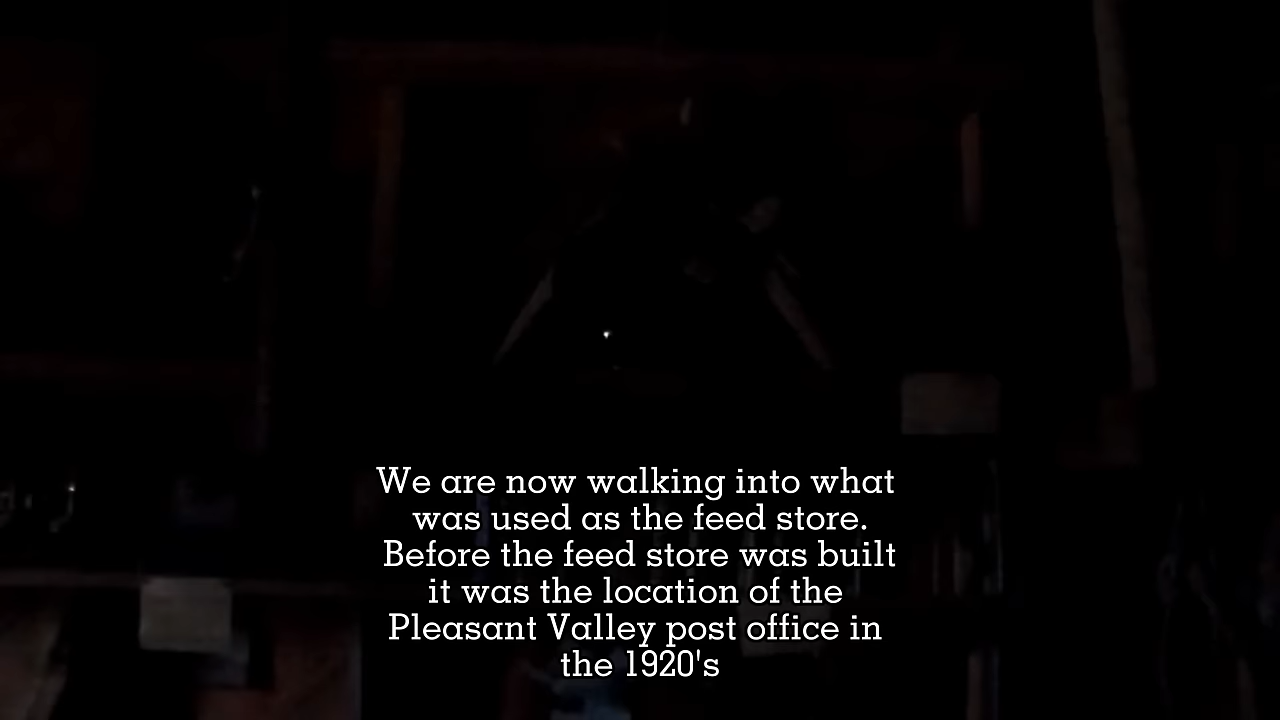 We are now walking into what
was used as the feed store.
Before the feed store was built
it was the location of the
Pleasant Valley post office in
the 1920's